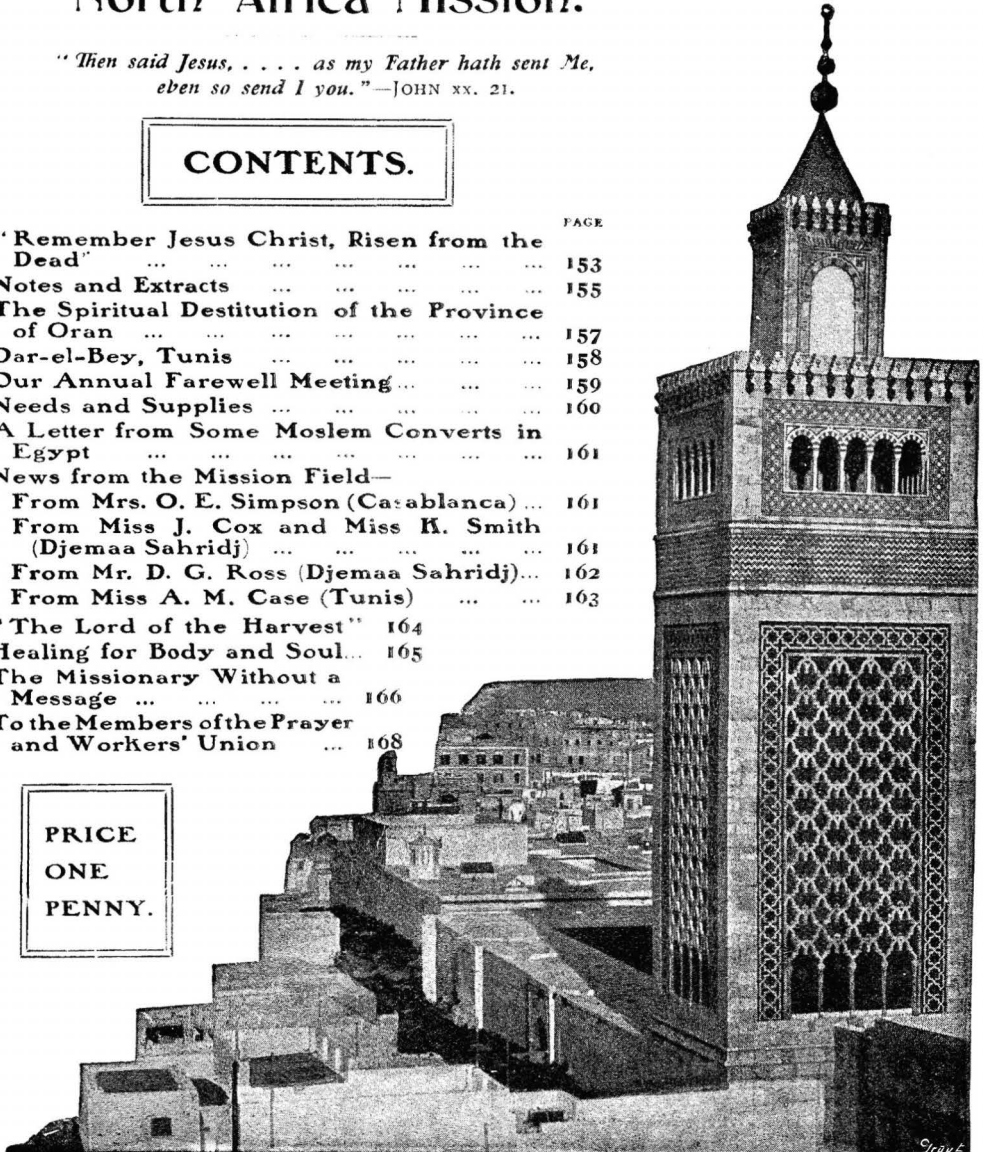 North Africa Mission.
"Then said Jesus, . . . . as my Father hath sent Me,
even so send I you."—JOHN xx. 21.
CONTENTS.
PAGE
"Remember Jesus Christ, Risen from the
Dead" ... ... ... ... ... ... ... 153
Notes and Extracts ... ... ... ... ... 155
The Spiritual Destitution of the Province
of Oran ... ... ... ... ... ... ... 157
Dar-el-Bey, Tunis ... ... ... ... ... 158
Our Annual Farewell Meeting ... ... ... 159
Needs and Supplies ... ... ... ... ... 160
A Letter from Some Moslem Converts in
Egypt ... ... ... ... ... ... ... 161
News from the Mission Field—
From Mrs. O. E. Simpson (Casablanca) ... 161
From Miss J. Cox and Miss K. Smith
(Djemaa Sahridj) ... ... ... ... ... 161
From Mr. D. G. Ross (Djemaa Sahridj)... 162
From Miss A. M. Case (Tunis) ... ... 163
"The Lord of the Harvest" 164
Healing for Body and Soul... 165
The Missionary Without a
Message ... ... ... ... 166
To the Members of the Prayer
and Workers' Union ... 168
PRICE
ONE
PENNY.